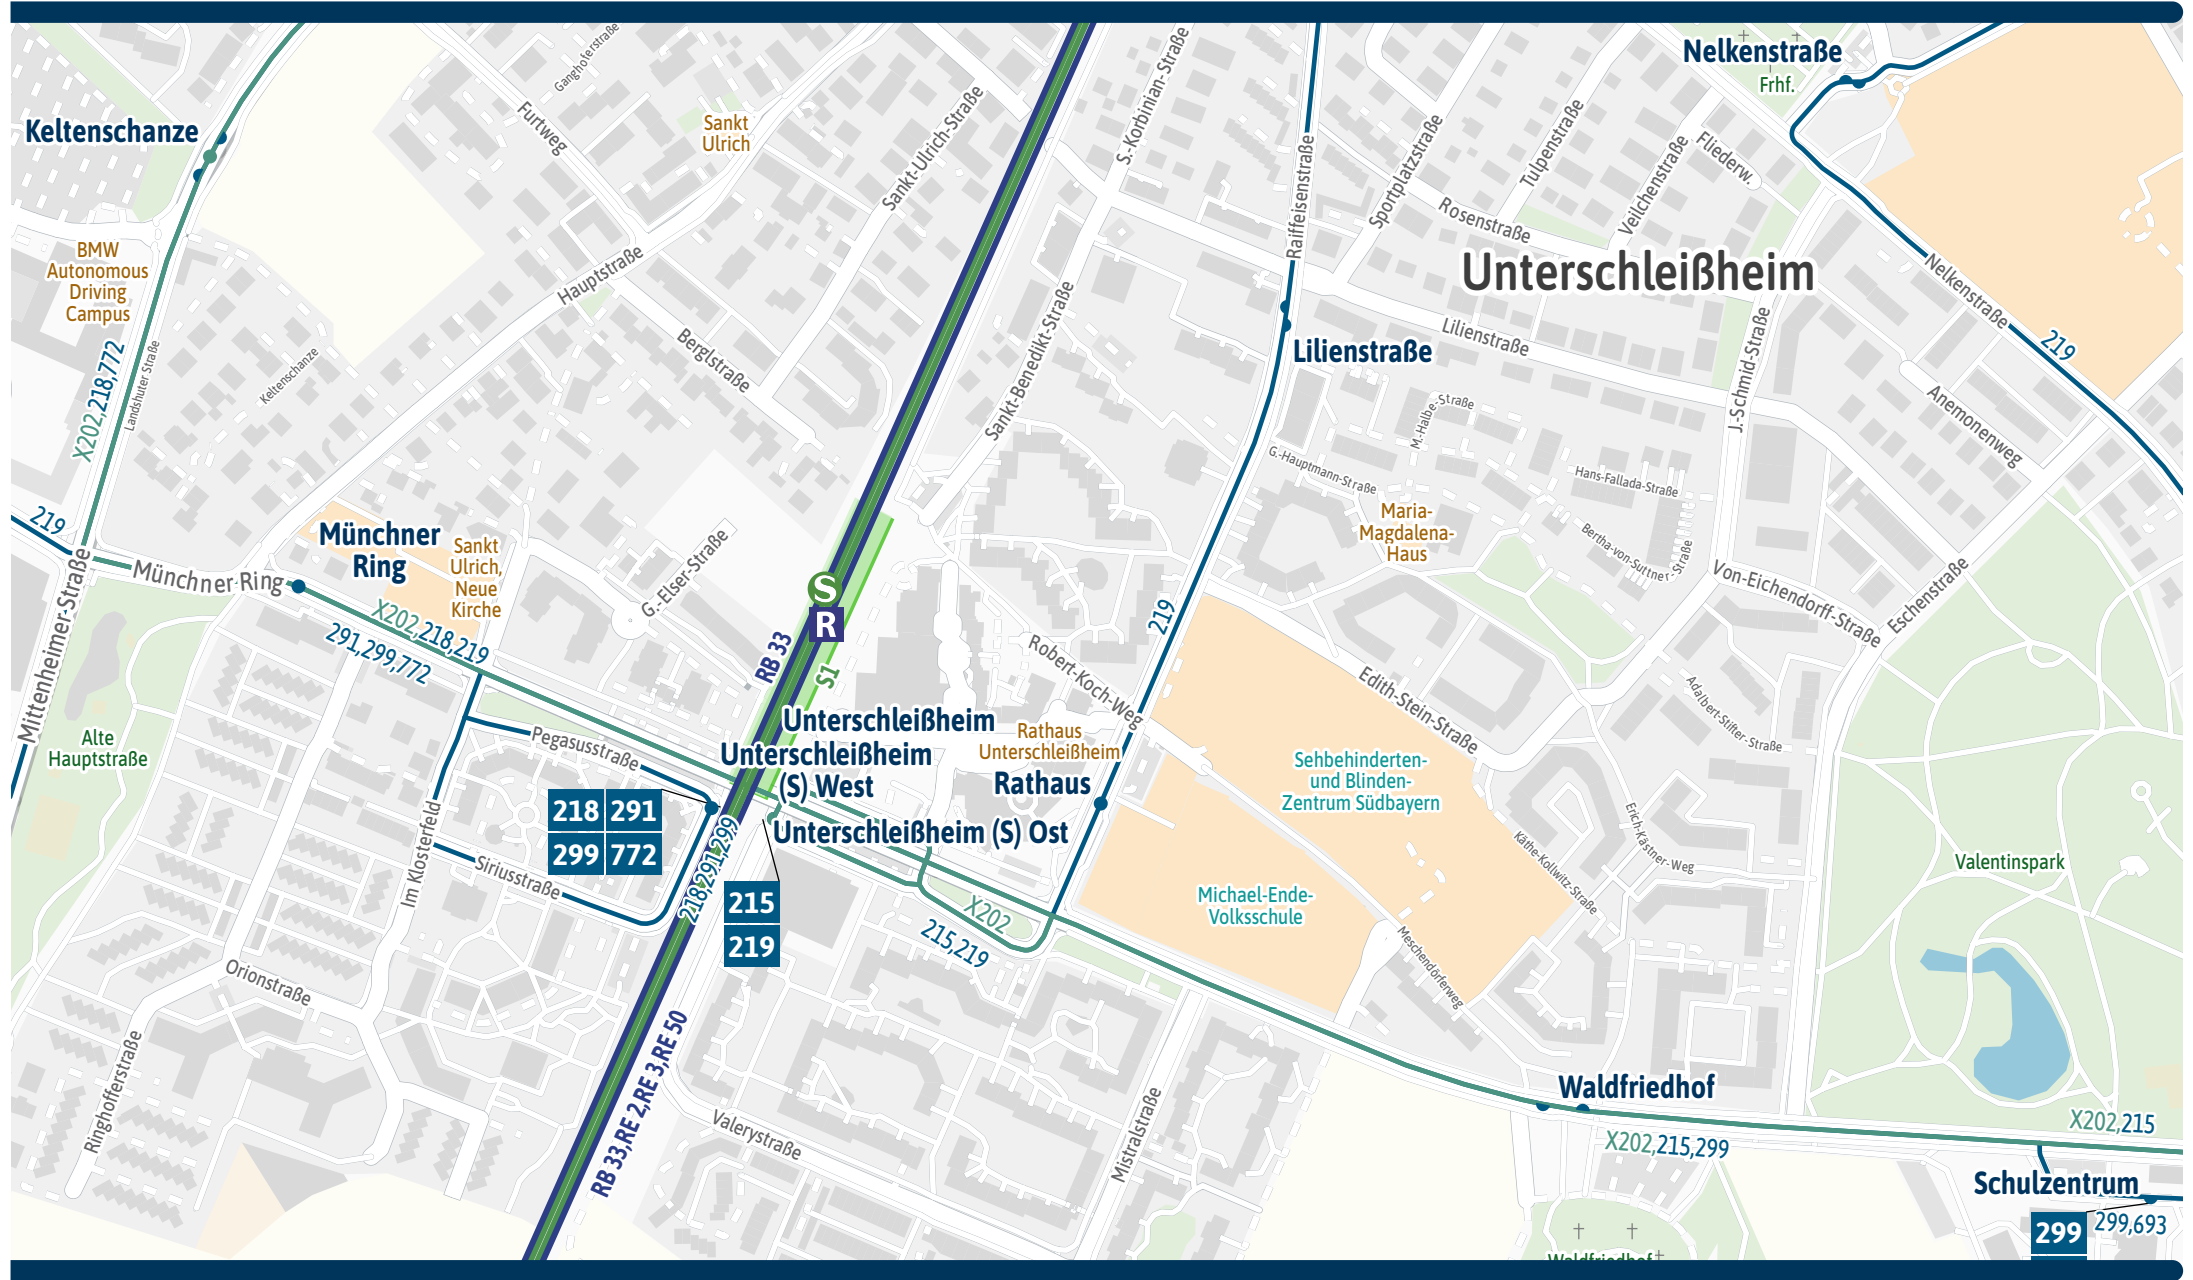 Nelkenstraße
Frhf.
Ganghoferstraße
Furtweg
Sankt
Ulrich
Sankt-Ulrich-Straße
S.-Korbinian-Straße
Keltenschanze
Raiffeisenstraße
Sportplatzstraße
Tulpenstraße
Veilchenstraße
Fliederw.
Rosenstraße
Unterschleißheim
BMW
Autonomous
Driving
Campus
Hauptstraße
Nelkenstraße
219
Lilienstraße
Lilienstraße
Berglstraße
Sankt-Benedikt-Straße
J.-Schmid-Straße
X202,218,772
Landshuter Straße
Keltenschanze
Anemonenweg
M.-Halbe-Straße
G.-Hauptmann-Straße
Hans-Fallada-Straße
Maria-
Magdalena-
Haus
Bertha-von-Suttner-Straße
219
Münchner
Ring
Sankt
Ulrich,
Neue
Kirche
G.-Elser-Straße
Münchner Ring
Mittenheimer-Straße
X202,218,219
291,299,772
S
R
RB 33
S1
219
Robert-Koch-Weg
Von-Eichendorff-Straße
Eschenstraße
Edith-Stein-Straße
Adalbert-Stifter-Straße
Alte
Hauptstraße
Pegasusstraße
Unterschleißheim
Unterschleißheim
(S) West
Rathaus
Unterschleißheim
Rathaus
Sehbehinderten-
und Blinden-
Zentrum Südbayern
218 291
299 772
Unterschleißheim (S) Ost
218,291,299
Im Klosterfeld
Siriusstraße
215
219
X202
215,219
Michael-Ende-
Volksschule
Käthe-Kollwitz-Straße
Erich-Kästner-Weg
Valentinspark
Meschendörferweg
Orionstraße
Ringhofferstraße
RB 33,RE 2,RE 3,RE 50
Valerystraße
Mistralstraße
Waldfriedhof
X202,215,299
X202,215
Schulzentrum
299
299,693
Waldfriedhof